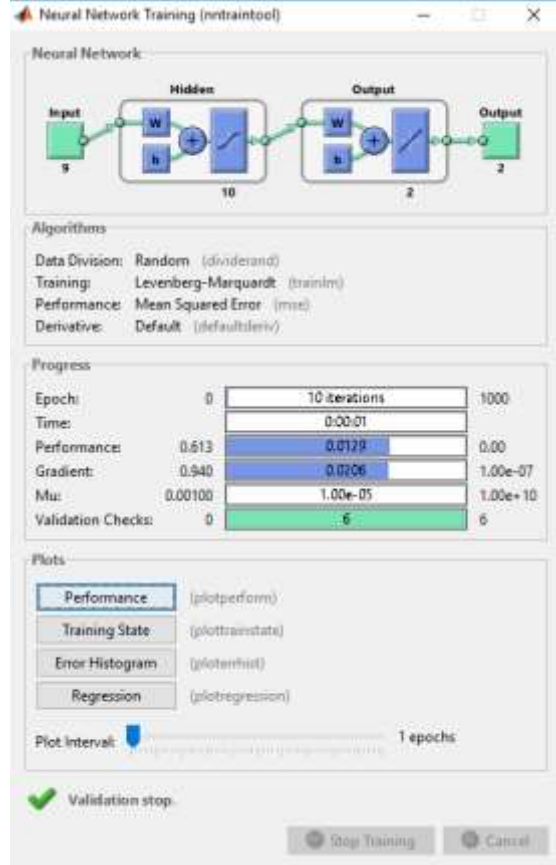 Neural Network Training (nntraintool)
Neural Network
Hidden Output
Input Output
W W
b b
9 10 2 2
Algorithms
Data Division: Random (dividerand)
Training: Levenberg-Marquardt (trainlm)
Performance: Mean Squared Error (mse)
Derivative: Default (defaultderiv)
Progress
Epoch: 0 10 iterations 1000
Time: 0:00:01
Performance: 0.613 0.0129 0.00
Gradient: 0.940 0.0206 1.00e-07
Mu: 0.00100 1.00e-05 1.00e+10
Validation Checks: 0 6 6
Plots
Performance (plotperform)
Training State (plottrainstate)
Error Histogram (ploterrhist)
Regression (plotregression)
Plot Interval: 1 epochs
Validation stop.
Stop Training Cancel